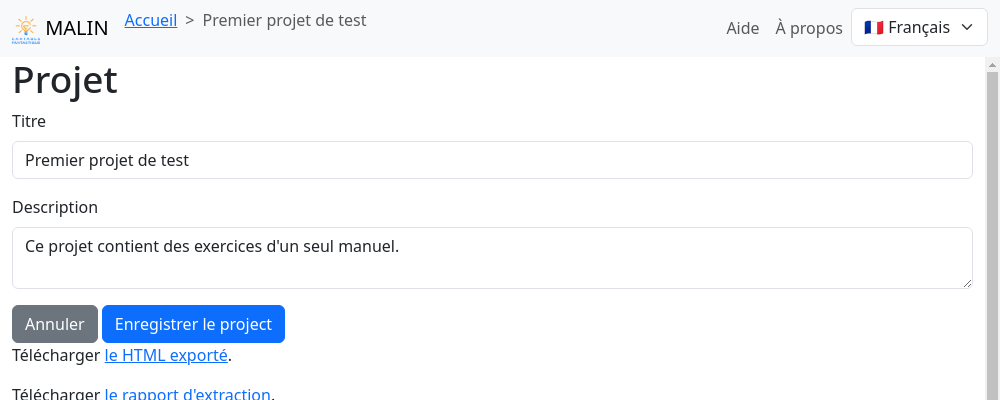 MALIN Accueil > Premier projet de test Aide À propos Français
Projet
Titre
Premier projet de test
Description
Ce projet contient des exercices d'un seul manuel.
Annuler Enregistrer le project
Télécharger le HTML exporté.
Télécharger le rapport d'extraction.